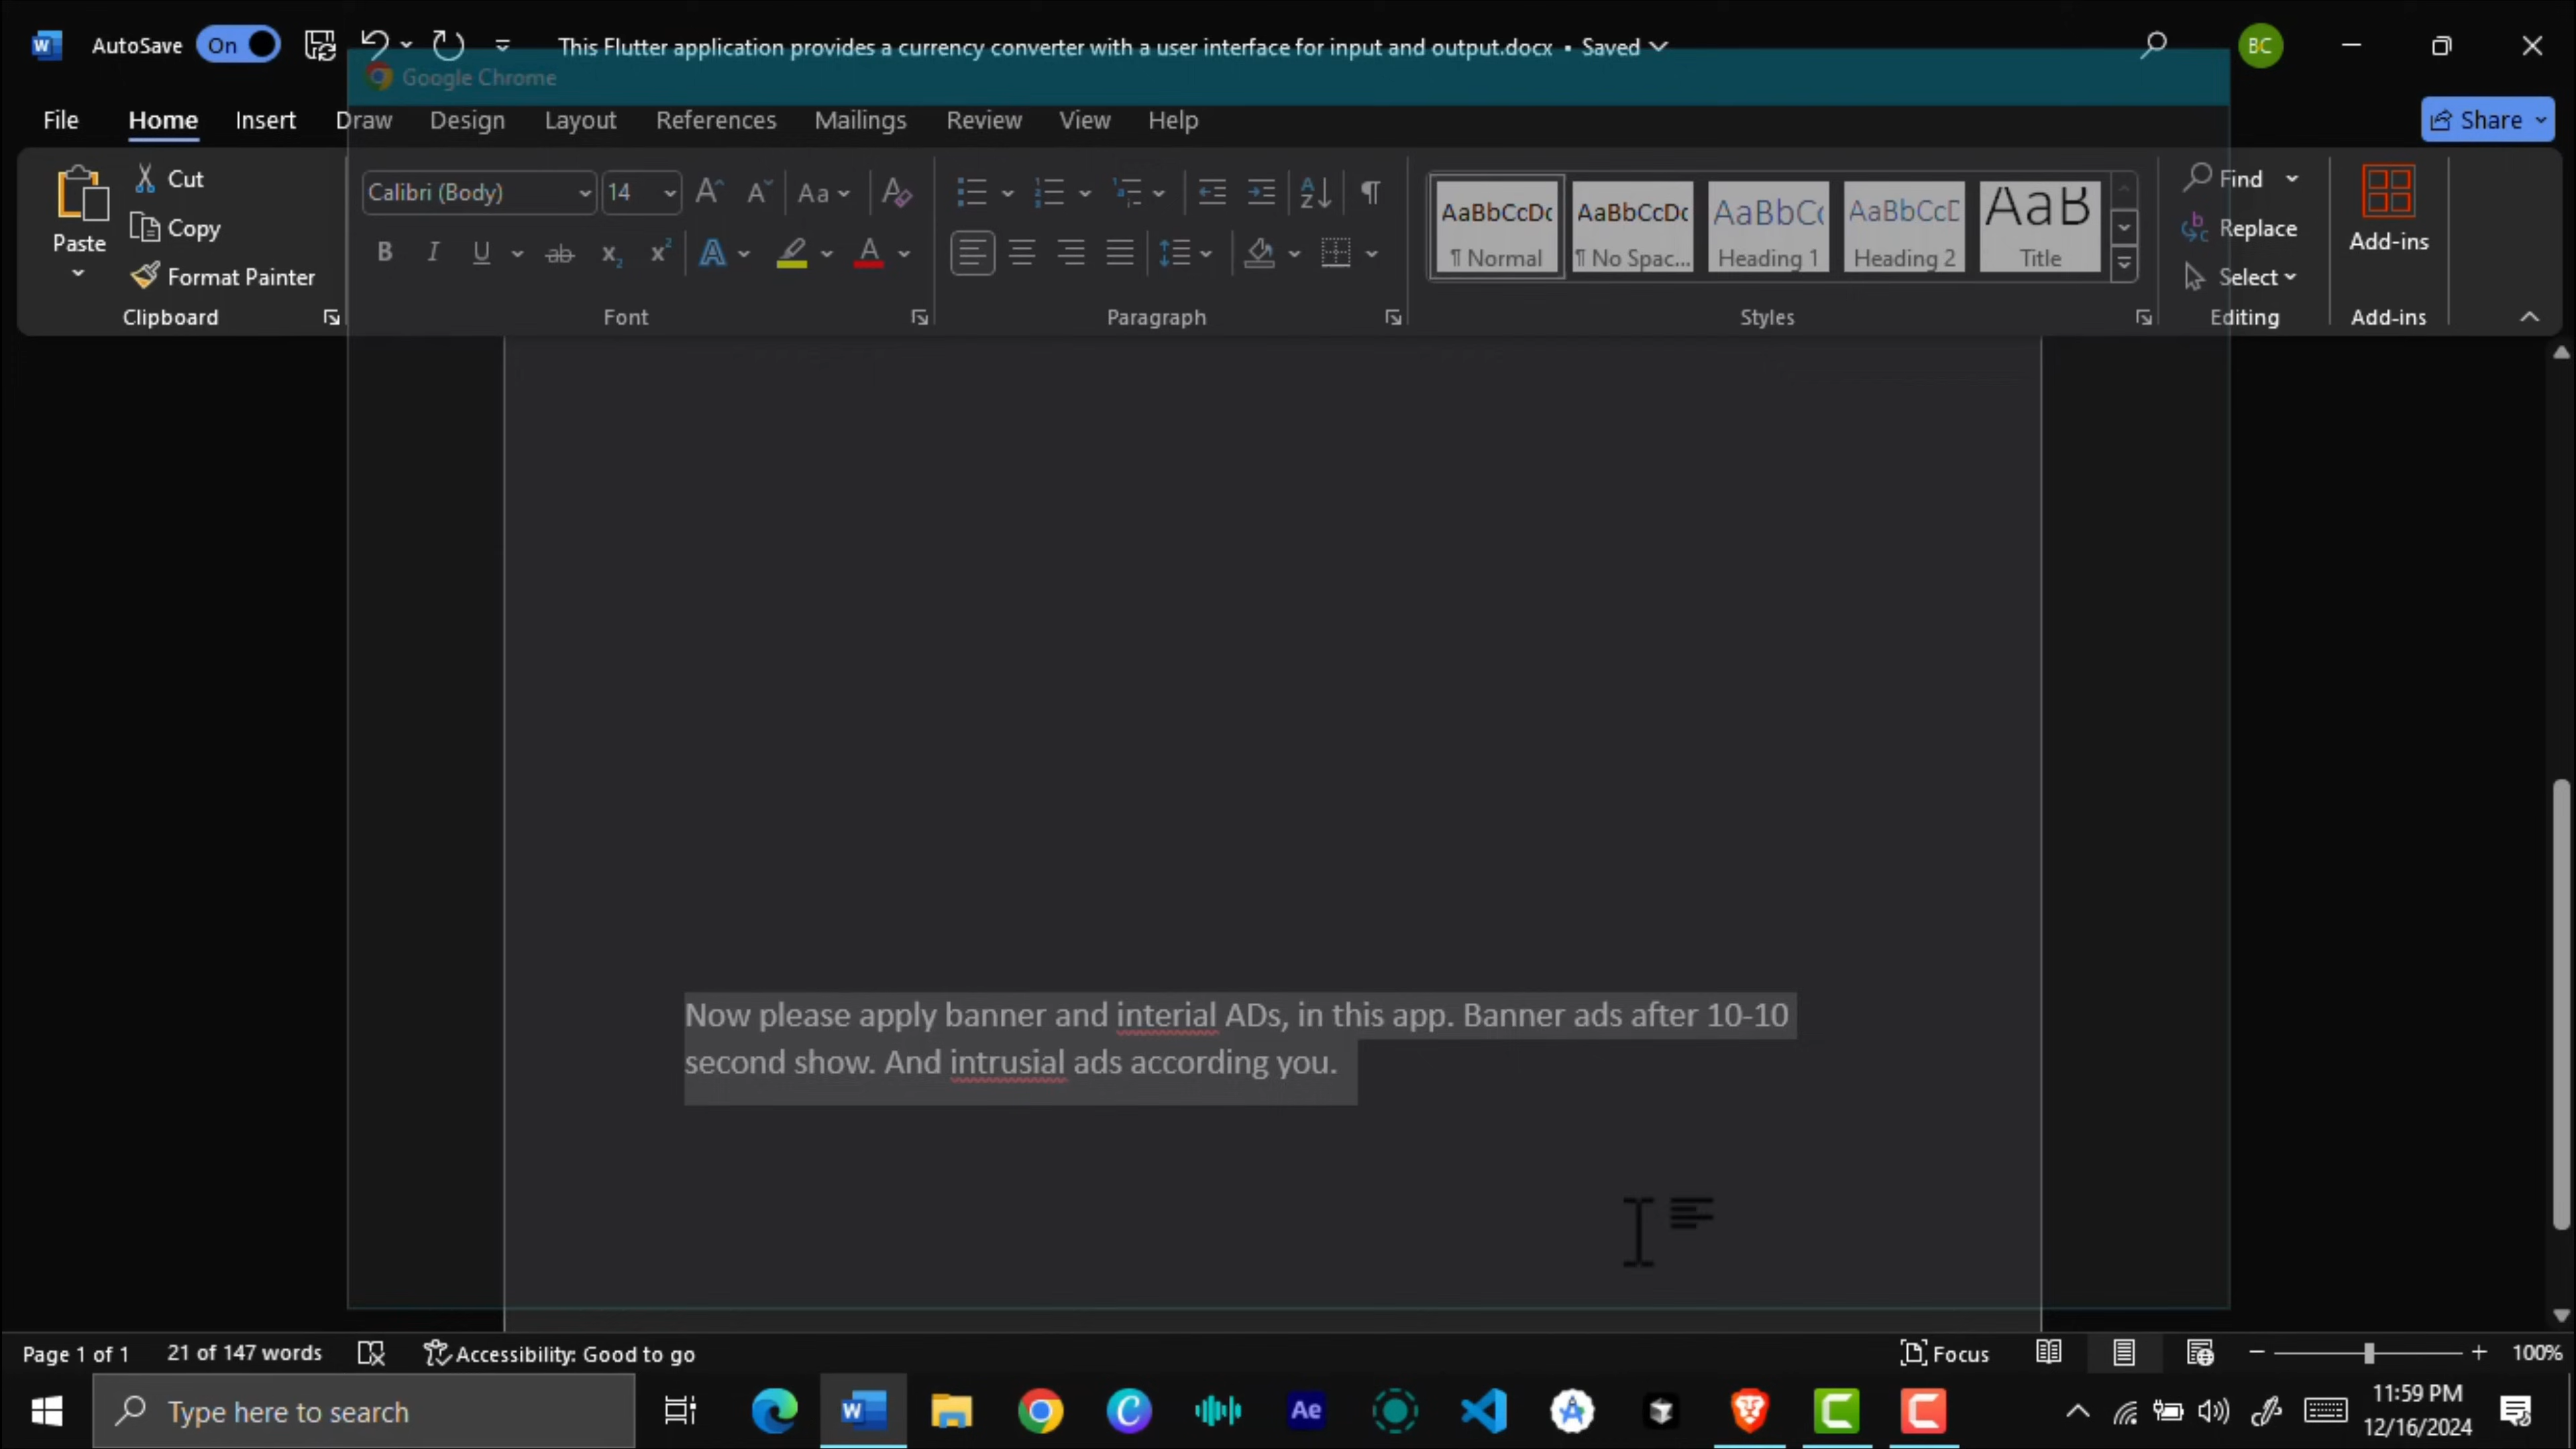 AutoSave On This Flutter application provides a currency converter with a user interface for input and output.docx • Saved BC
Google Chrome
File Home Insert Draw Design Layout References Mailings Review View Help Share
Paste
Cut
Copy
Format Painter
Clipboard
Calibri (Body) 14
Font
Paragraph
AaBbCcDc AaBbCcDc AaBbC AaBbCcD AaB
¶ Normal ¶ No Spac... Heading 1 Heading 2 Title
Styles
Find
Replace
Select
Editing
Add-ins
Add-ins
Now please apply banner and interial ADs, in this app. Banner ads after 10-10
second show. And intrusial ads according you.
Page 1 of 1 21 of 147 words Accessibility: Good to go Focus 100%
Type here to search
Ae
11:59 PM
12/16/2024